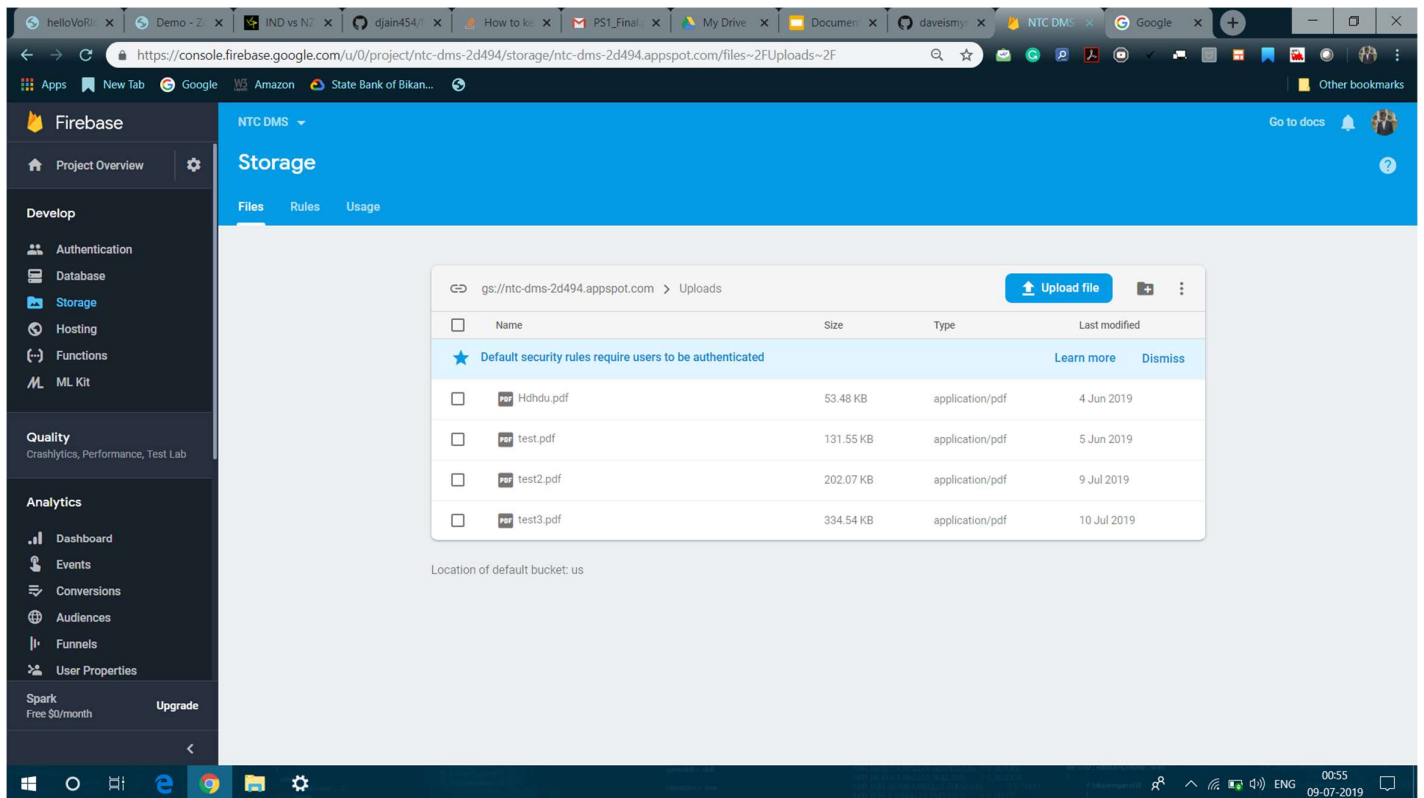 helloVoRl
Demo - Z
IND vs NZ
djain454/
How to ke
PS1_Final
My Drive
Documen
daveismy
NTC DMS
Google
https://console.firebase.google.com/u/0/project/ntc-dms-2d494/storage/ntc-dms-2d494.appspot.com/files~2FUploads~2F
Apps New Tab Google Amazon State Bank of Bikan... Other bookmarks
Firebase
NTC DMS
Go to docs
Project Overview
Storage
Files Rules Usage
Develop
Authentication
Database
Storage
Hosting
Functions
ML Kit
Quality
Crashlytics, Performance, Test Lab
Analytics
Dashboard
Events
Conversions
Audiences
Funnels
User Properties
Spark
Free $0/month
Upgrade
gs://ntc-dms-2d494.appspot.com > Uploads
Upload file
Name Size Type Last modified
Default security rules require users to be authenticated Learn more Dismiss
PDF Hdhdu.pdf 53.48 KB application/pdf 4 Jun 2019
PDF test.pdf 131.55 KB application/pdf 5 Jun 2019
PDF test2.pdf 202.07 KB application/pdf 9 Jul 2019
PDF test3.pdf 334.54 KB application/pdf 10 Jul 2019
Location of default bucket: us
ENG
00:55
09-07-2019